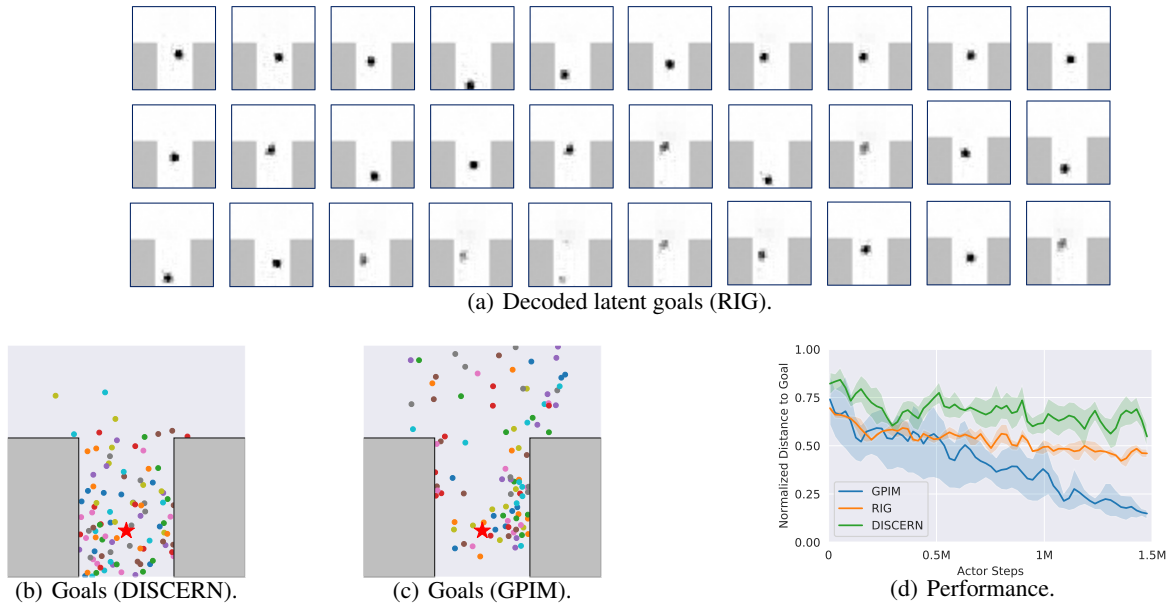 (a) Decoded latent goals (RIG).
(b) Goals (DISCERN).
(c) Goals (GPIM).
Normalized Distance to Goal
1.00
0.75
0.50
0.25
0.00
GPIM
RIG
DISCERN
0 0.5M 1M 1.5M
Actor Steps
(d) Performance.